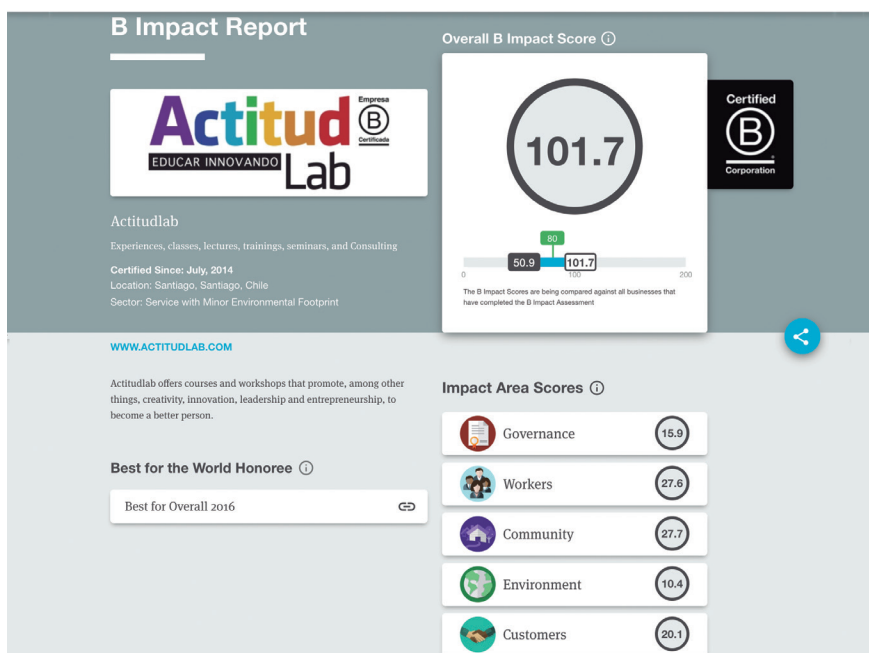 B Impact Report
Actitud
Empresa
B
Certificada
EDUCAR INNOVANDO
Lab
Actitudlab
Experiences, classes, lectures, trainings, seminars, and Consulting
Certified Since: July, 2014
Location: Santiago, Santiago, Chile
Sector: Service with Minor Environmental Footprint
Overall B Impact Score
101.7
80
50.9
101.7
0
100
200
The B Impact Scores are being compared against all businesses that
have completed the B Impact Assessment
Certified
B
Corporation
WWW.ACTITUDLAB.COM
Actitudlab offers courses and workshops that promote, among other
things, creativity, innovation, leadership and entrepreneurship, to
become a better person.
Best for the World Honoree
Best for Overall 2016
Impact Area Scores
Governance 15.9
Workers 27.6
Community 27.7
Environment 10.4
Customers 20.1